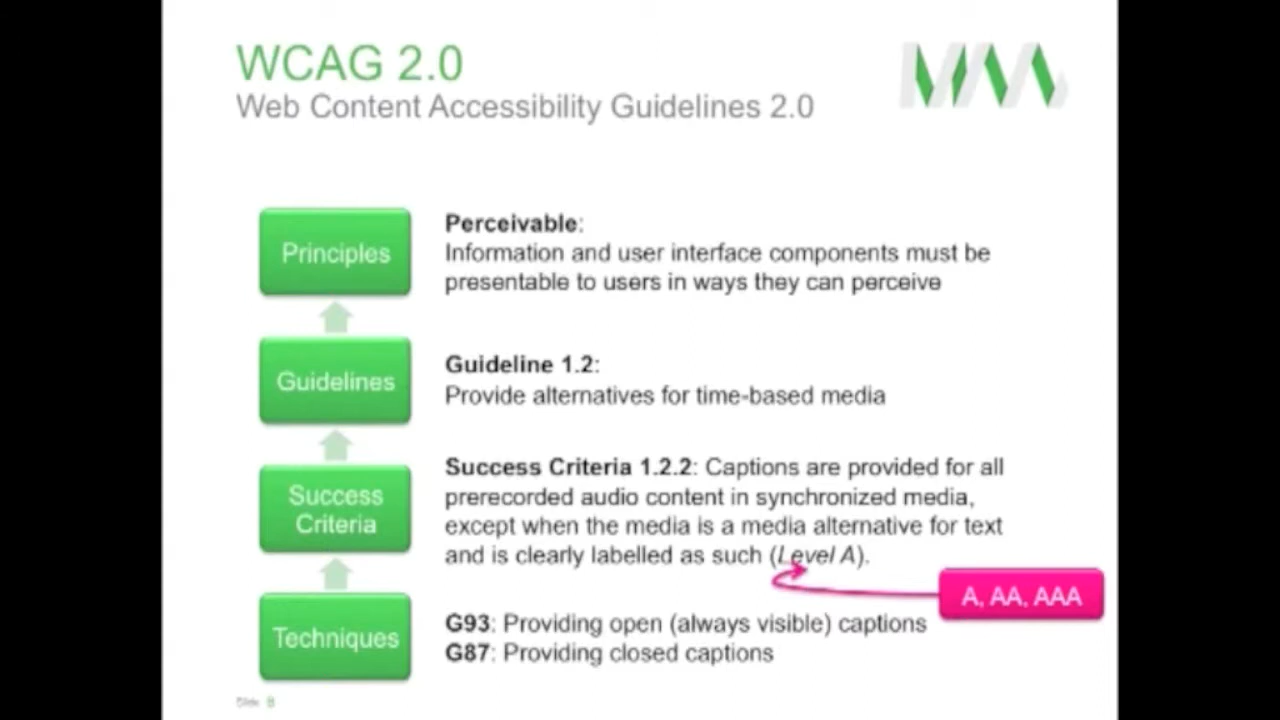 WCAG 2.0
Web Content Accessibility Guidelines 2.0
Principles
Perceivable:
Information and user interface components must be
presentable to users in ways they can perceive
Guidelines
Guideline 1.2:
Provide alternatives for time-based media
Success
Criteria
Success Criteria 1.2.2: Captions are provided for all
prerecorded audio content in synchronized media,
except when the media is a media alternative for text
and is clearly labelled as such (Level A).
A, AA, AAA
Techniques
G93: Providing open (always visible) captions
G87: Providing closed captions
Slide